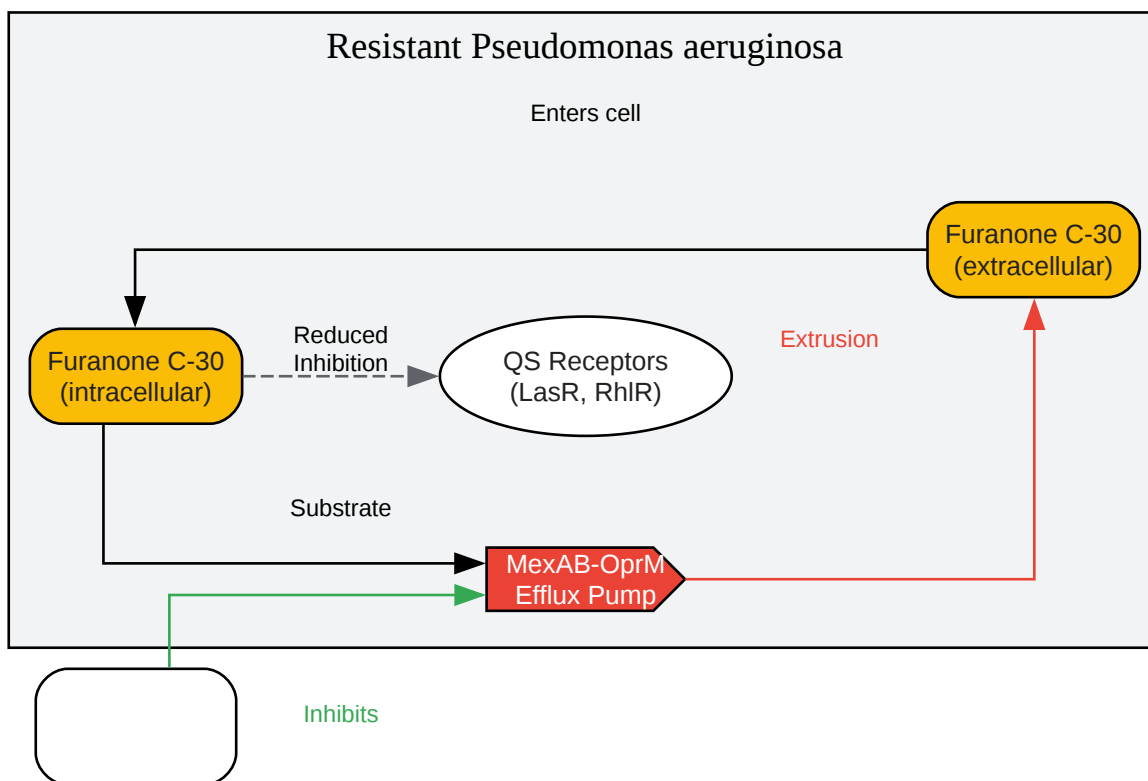 Resistant Pseudomonas aeruginosa
Enters cell
Furanone C-30
(extracellular)
Reduced
Inhibition
Extrusion
Furanone C-30
(intracellular)
QS Receptors
(LasR, RhlR)
Substrate
MexAB-OprM
Efflux Pump
Inhibits